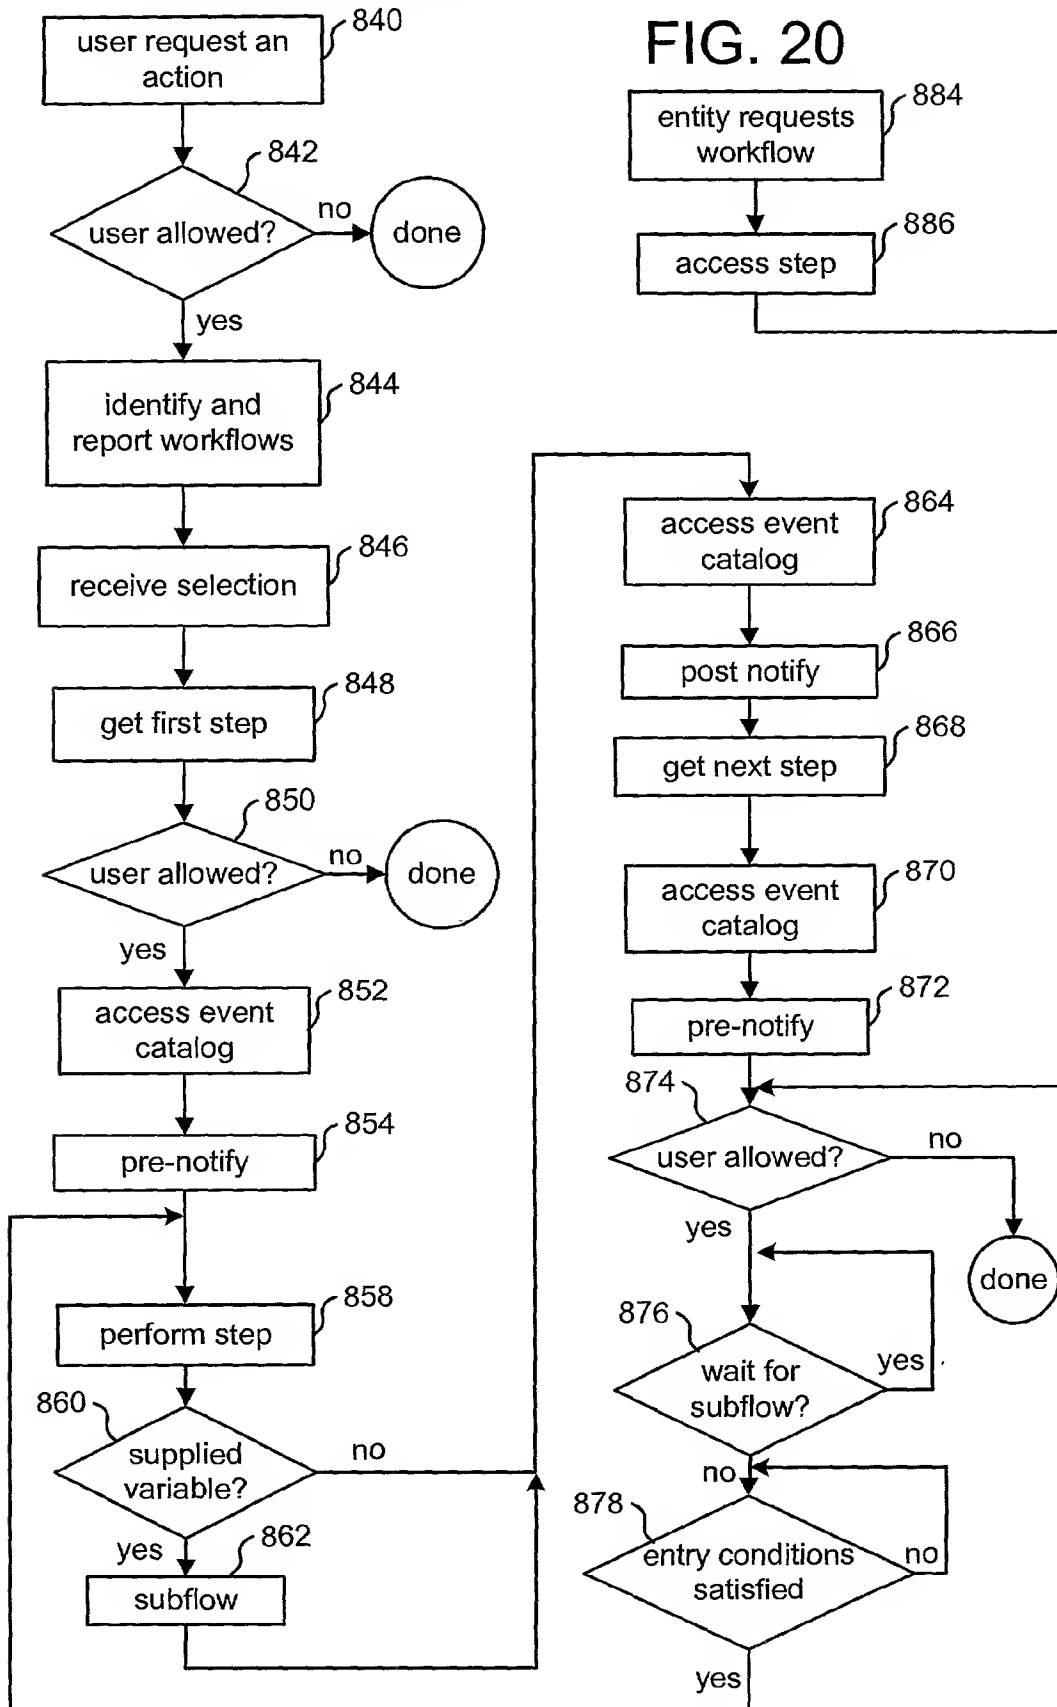 FIG. 20
840
user request an
action
842
user allowed?
no
done
yes
844
identify and
report workflows
846
receive selection
848
get first step
850
user allowed?
no
done
yes
852
access event
catalog
854
pre-notify
858
perform step
860
supplied
variable?
no
yes
862
subflow
884
entity requests
workflow
886
access step
864
access event
catalog
866
post notify
868
get next step
870
access event
catalog
872
pre-notify
874
user allowed?
no
done
yes
876
wait for
subflow?
yes
no
878
entry conditions
satisfied
no
yes